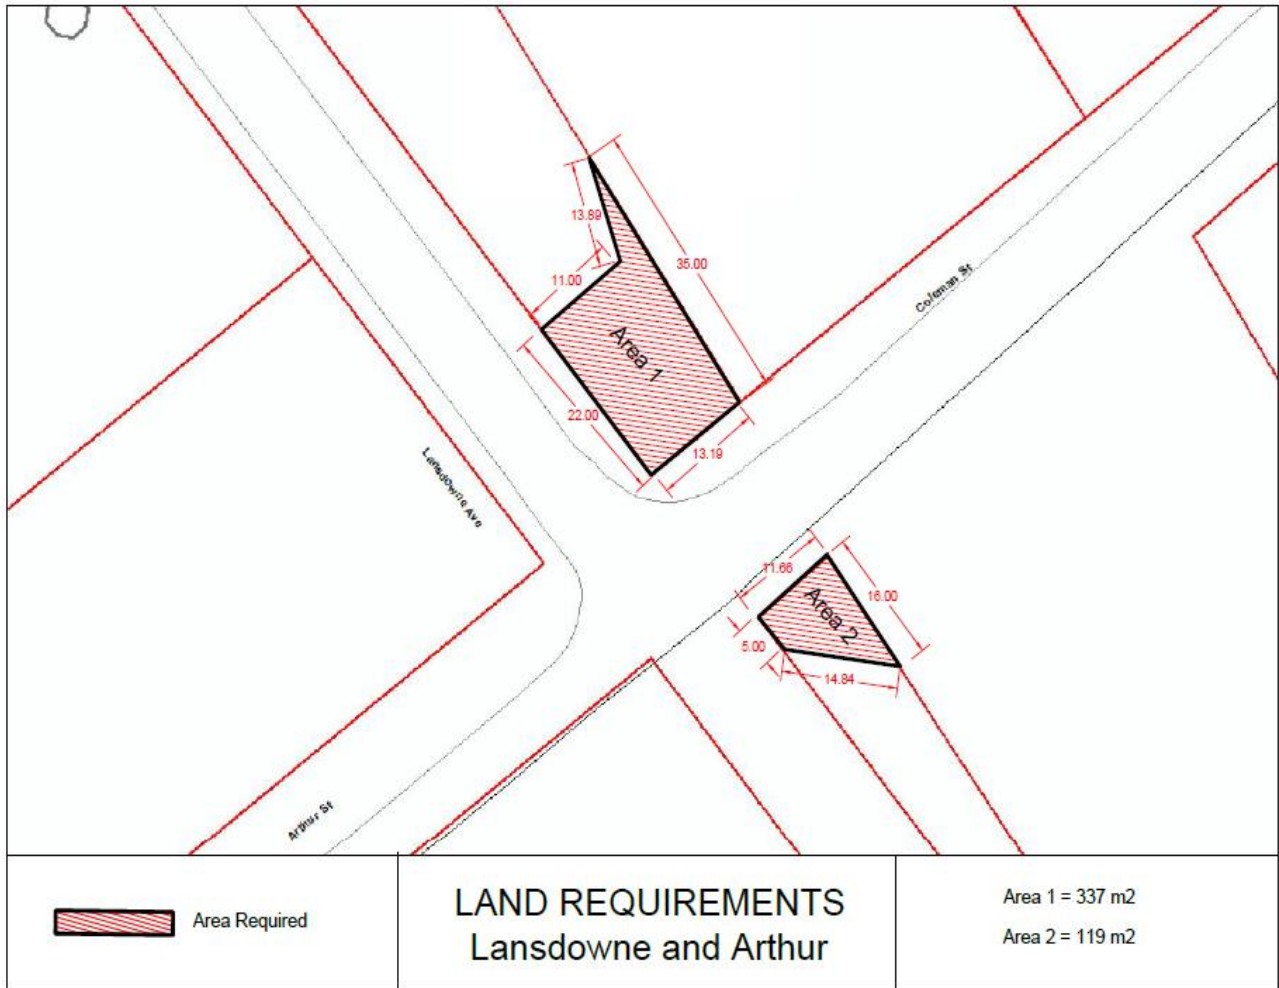 13.89
35.00
11.00
Coleman St
Area 1
22.00
13.19
Lansdowne Ave
11.66
Area 2
16.00
5.00
14.84
Arthur St
Area Required
LAND REQUIREMENTS
Lansdowne and Arthur
Area 1 = 337 m2
Area 2 = 119 m2